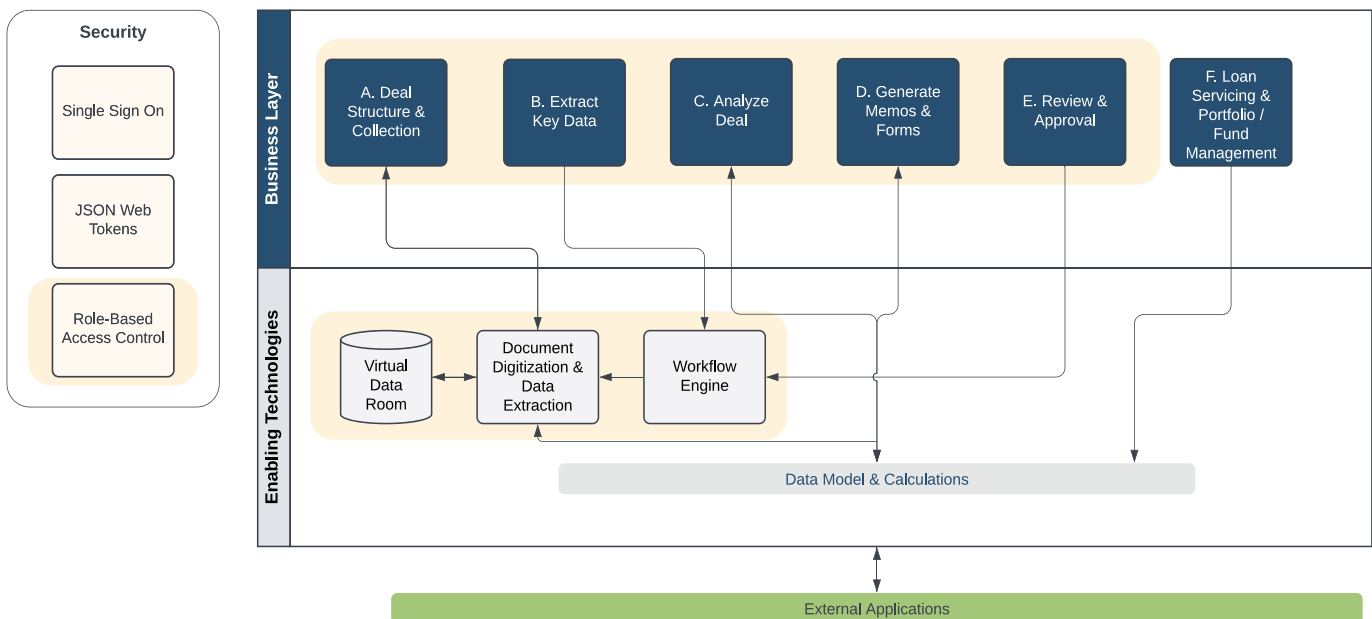 Security
Single Sign On
JSON Web
Tokens
Role-Based
Access Control
Business Layer
A. Deal
Structure &
Collection
B. Extract
Key Data
C. Analyze
Deal
D. Generate
Memos &
Forms
E. Review &
Approval
F. Loan
Servicing &
Portfolio /
Fund
Management
Enabling Technologies
Virtual
Data
Room
Document
Digitization &
Data
Extraction
Workflow
Engine
Data Model & Calculations
External Applications